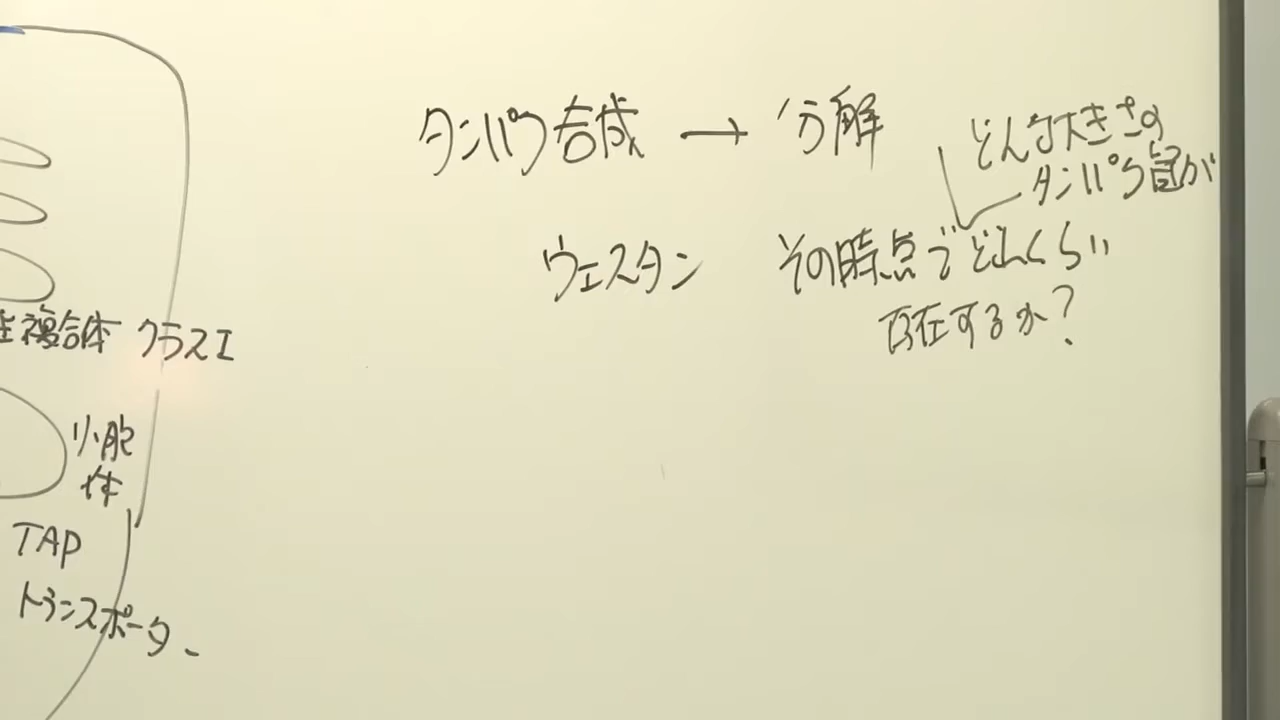 タンパク合成 → 分解
どんな大きさの
タンパク質が
ウェスタン その時点でどれくらい
存在するか?
複合体 クラスI
小胞
体
TAP
トランスポーター